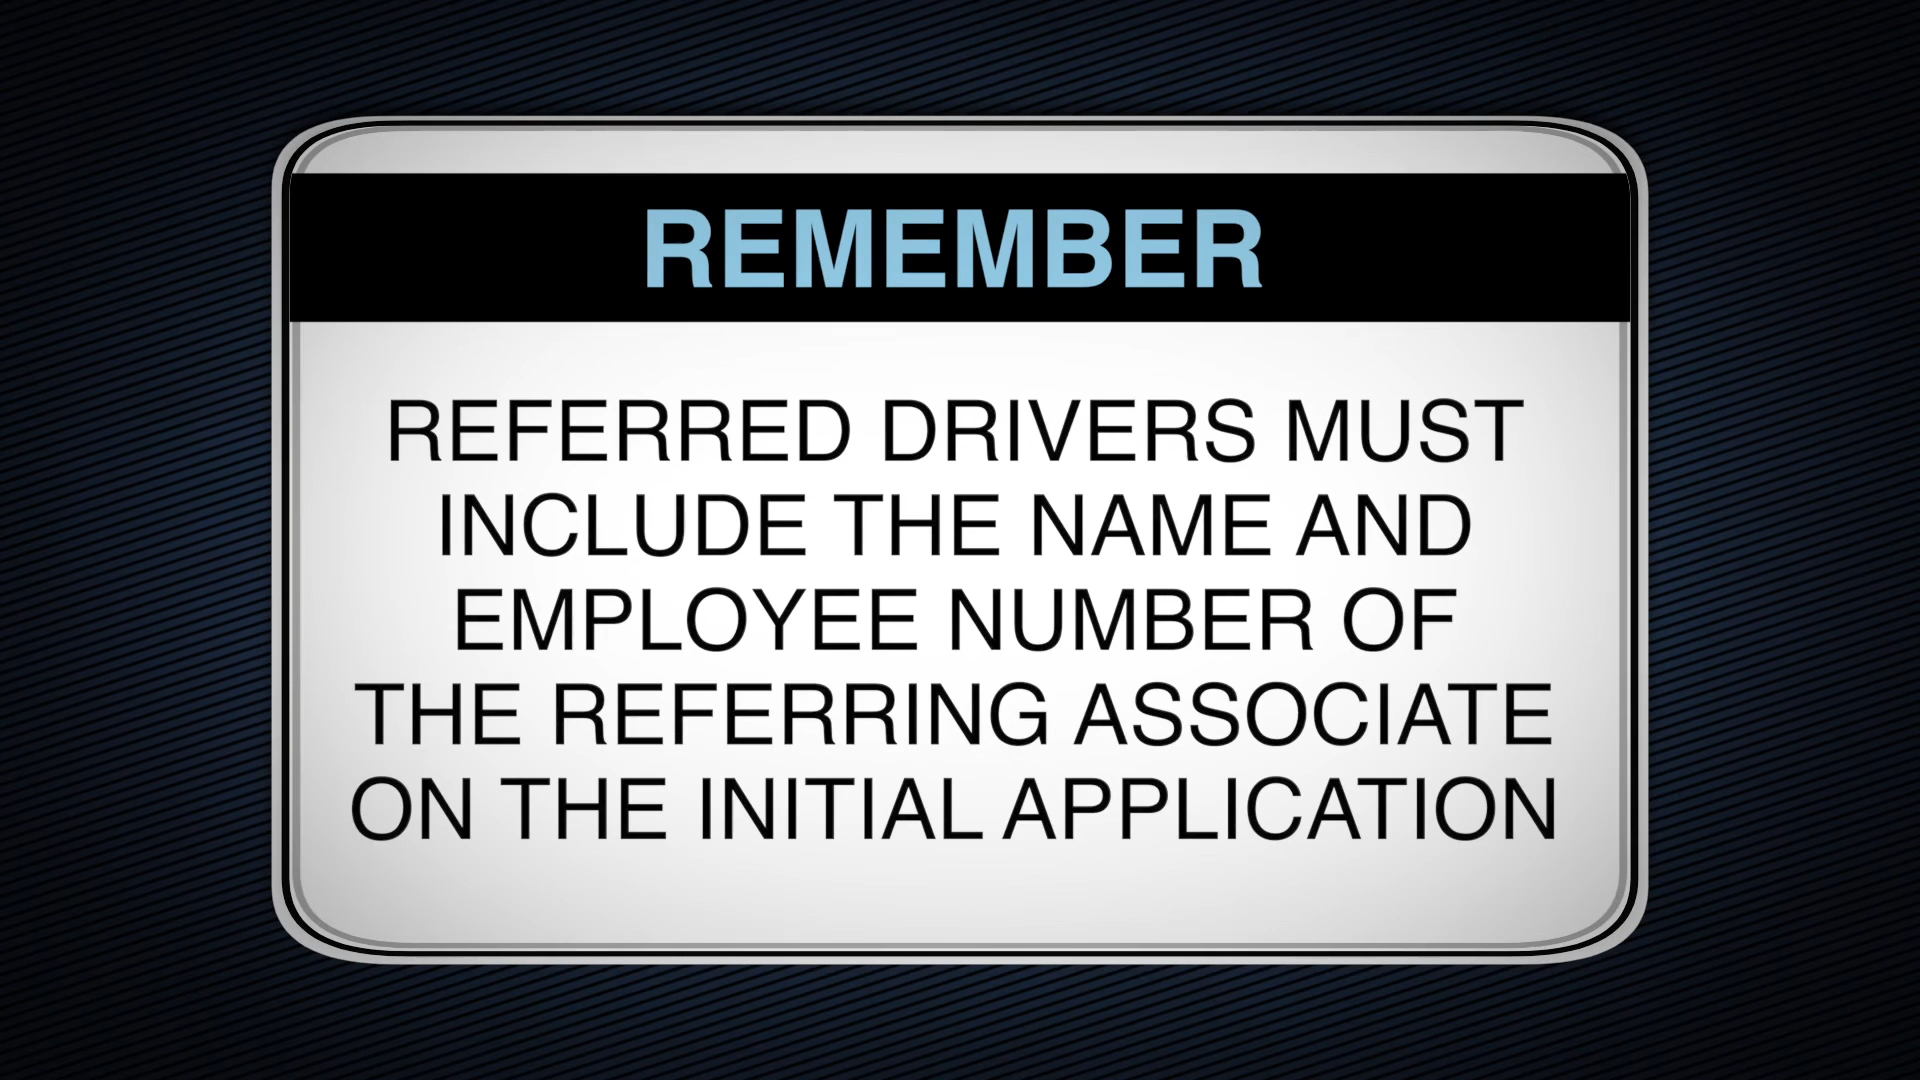 REMEMBER
REFERRED DRIVERS MUST
INCLUDE THE NAME AND
EMPLOYEE NUMBER OF
THE REFERRING ASSOCIATE
ON THE INITIAL APPLICATION